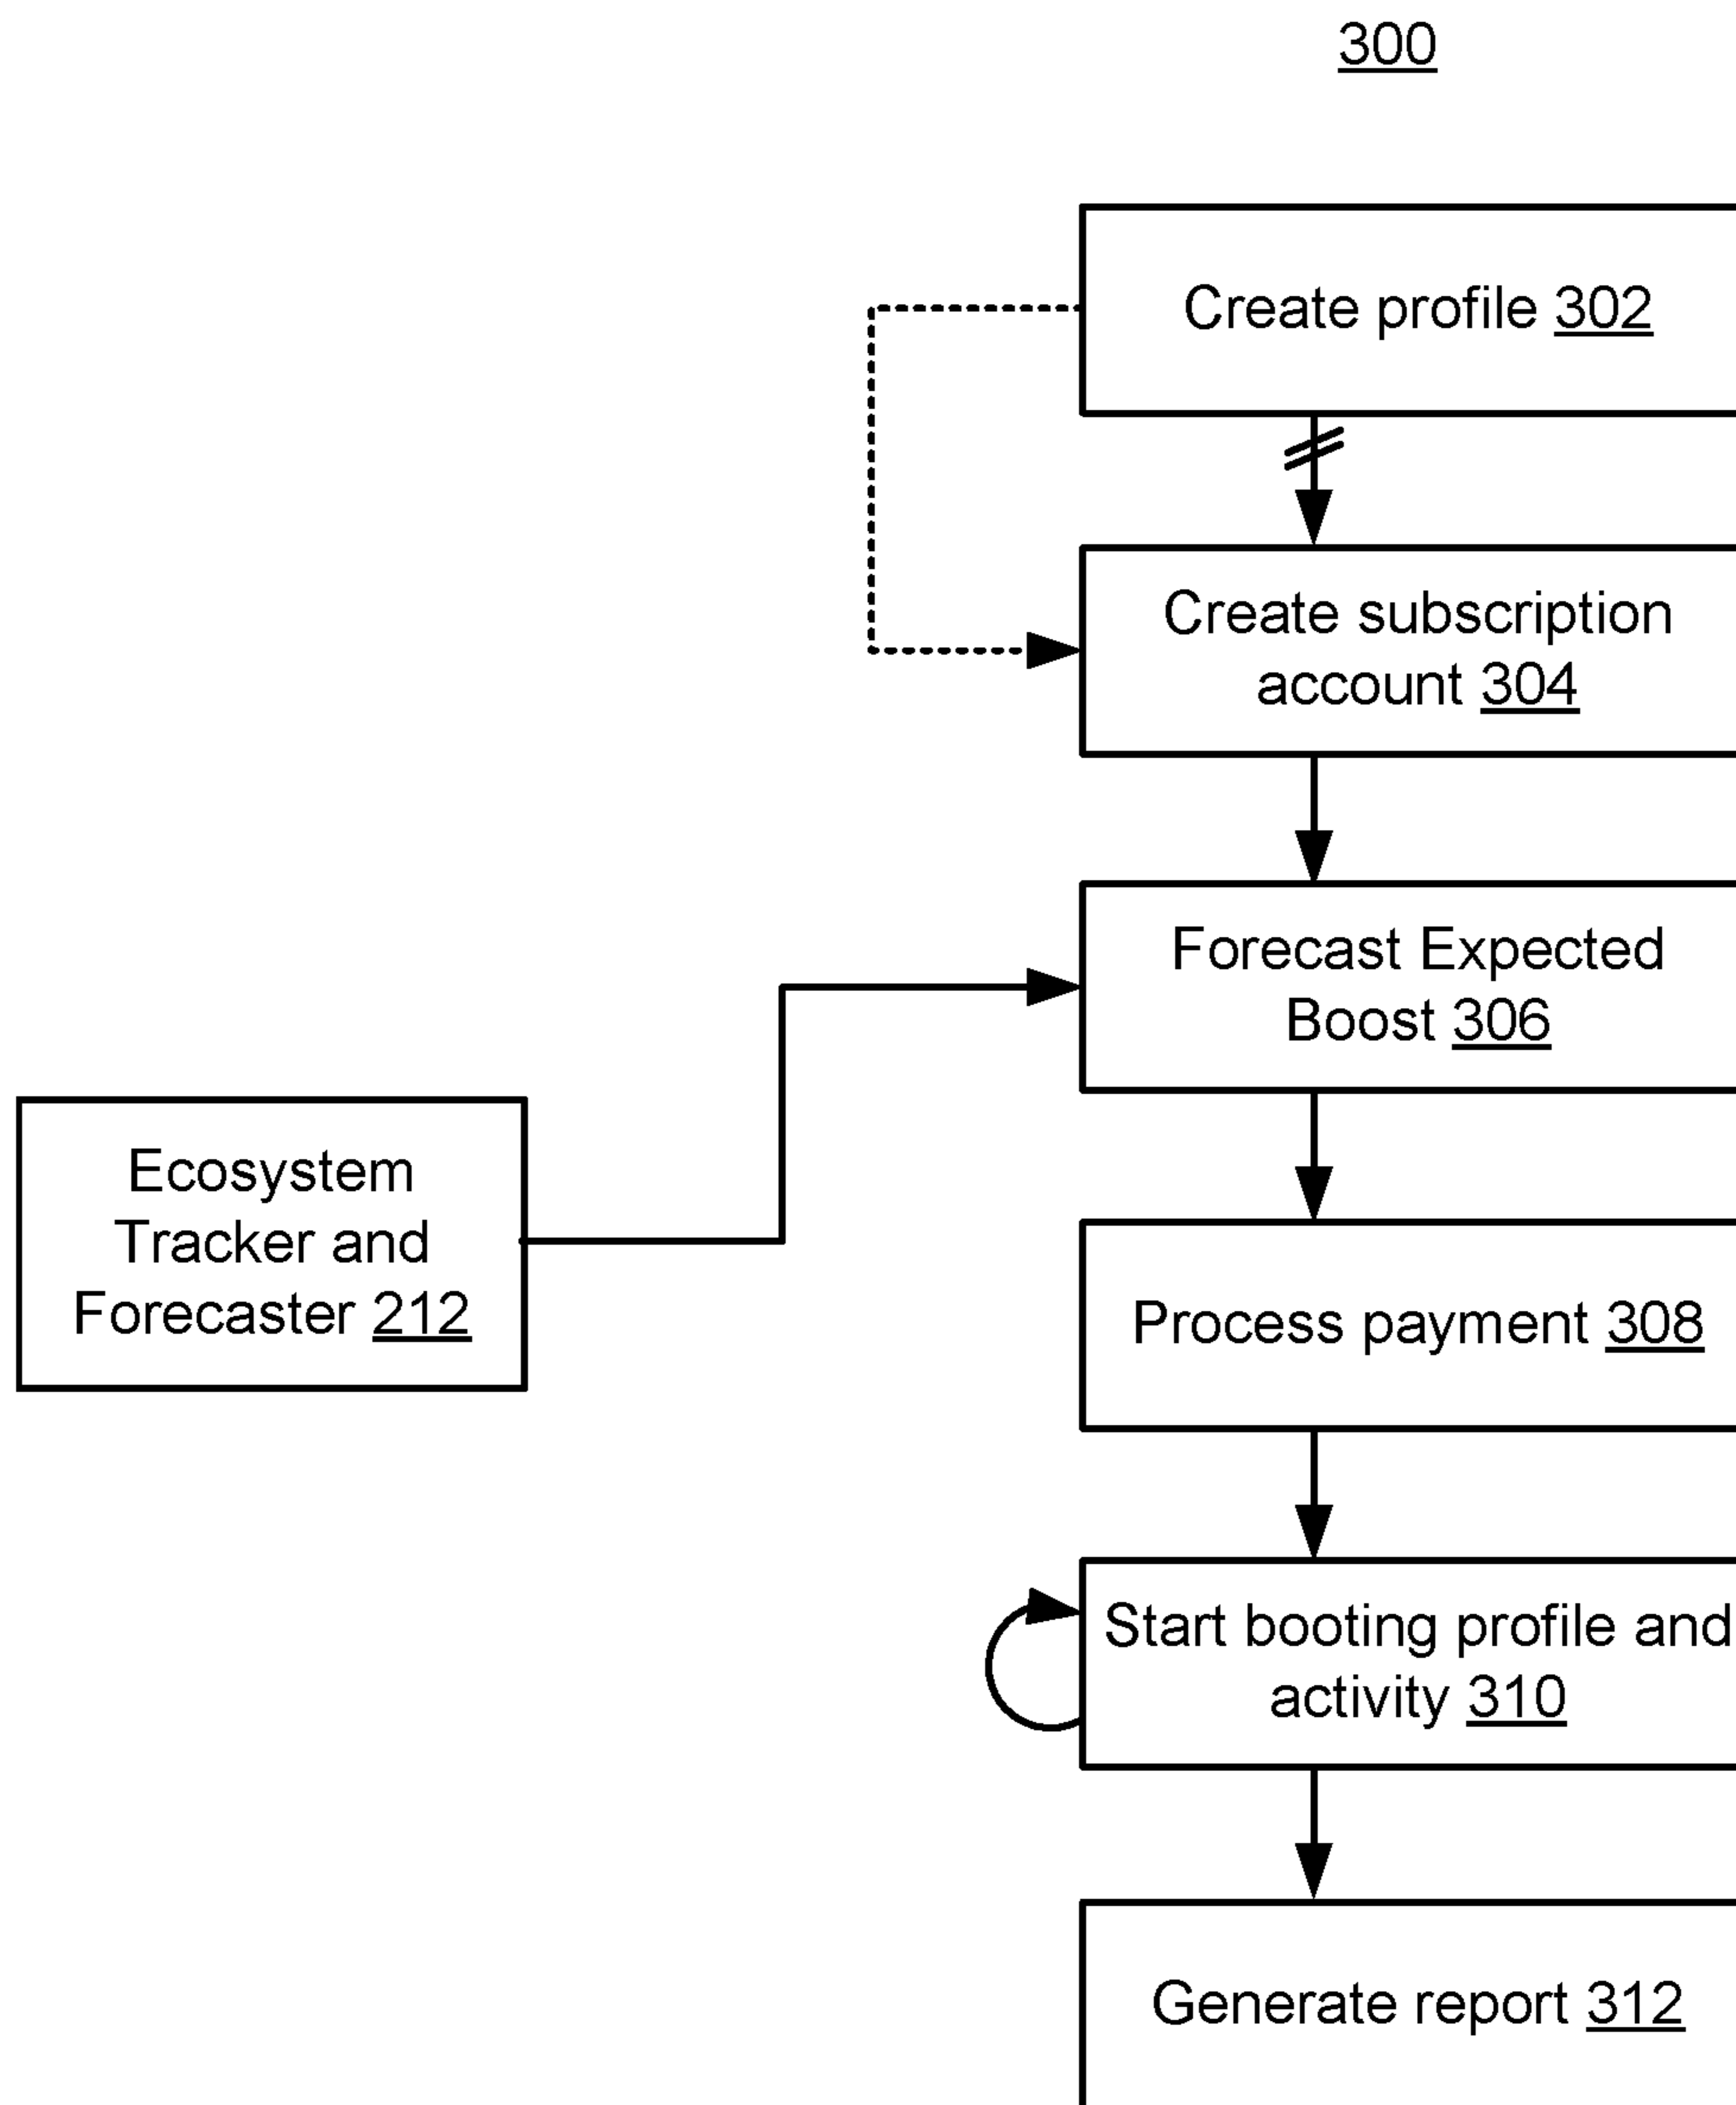 300
Create profile 302
Create subscription
account 304
Forecast Expected
Boost 306
Ecosystem
Tracker and
Forecaster 212
Process payment 308
Start booting profile and
activity 310
Generate report 312